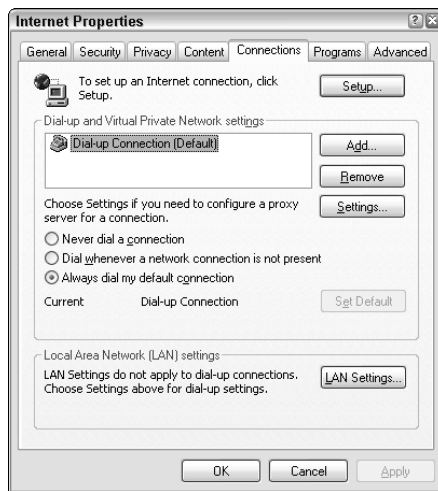 Internet Properties
General Security Privacy Content Connections Programs Advanced
To set up an Internet connection, click
Setup.
Setup...
Dial-up and Virtual Private Network settings
Dial-up Connection (Default)
Add...
Remove
Choose Settings if you need to configure a proxy
server for a connection.
Settings...
Never dial a connection
Dial whenever a network connection is not present
Always dial my default connection
Current Dial-up Connection
Set Default
Local Area Network (LAN) settings
LAN Settings do not apply to dial-up connections.
Choose Settings above for dial-up settings.
LAN Settings...
OK Cancel Apply